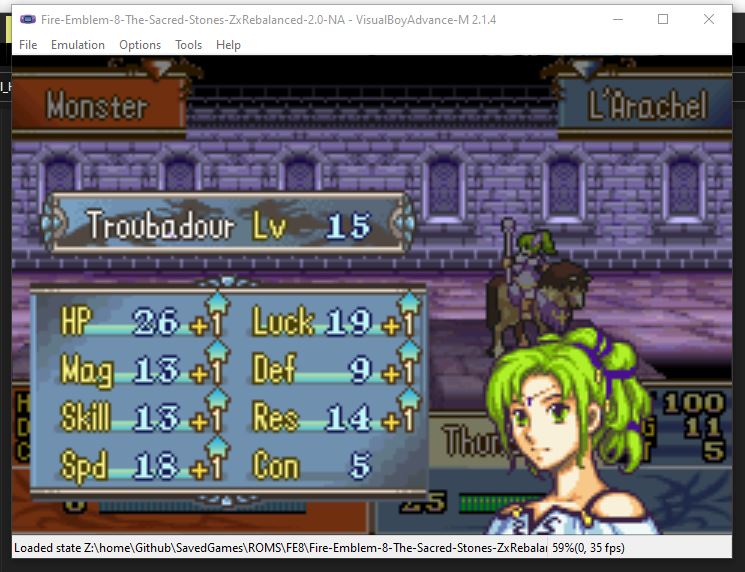 Fire-Emblem-8-The-Sacred-Stones-ZxRebalanced-2.0-NA - VisualBoyAdvance-M 2.1.4
File Emulation Options Tools Help
Monster
L'Arachel
Troubadour Lv 15
HP 26 +1 Luck 19 +1
Mag 13 +1 Def 9 +1
Skill 13 +1 Res 14 +1
Spd 18 +1 Con 5
100
11
5
0
25
Loaded state Z:\home\Github\SavedGames\ROMS\FE8\Fire-Emblem-8-The-Sacred-Stones-ZxRebalar 59%(0, 35 fps)